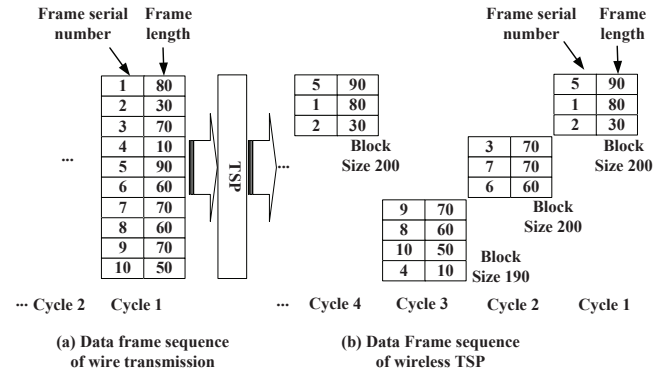 Frame serial number
Frame length
1 80
2 30
3 70
4 10
5 90
6 60
7 70
8 60
9 70
10 50
...
... Cycle 2 Cycle 1
(a) Data frame sequence
of wire transmission
TSP
...
5 90
1 80
2 30
Block
Size 200
9 70
8 60
10 50
4 10
Block
Size 190
3 70
7 70
6 60
Block
Size 200
Frame serial number
Frame length
5 90
1 80
2 30
Block
Size 200
... Cycle 4 Cycle 3 Cycle 2 Cycle 1
(b) Data Frame sequence
of wireless TSP